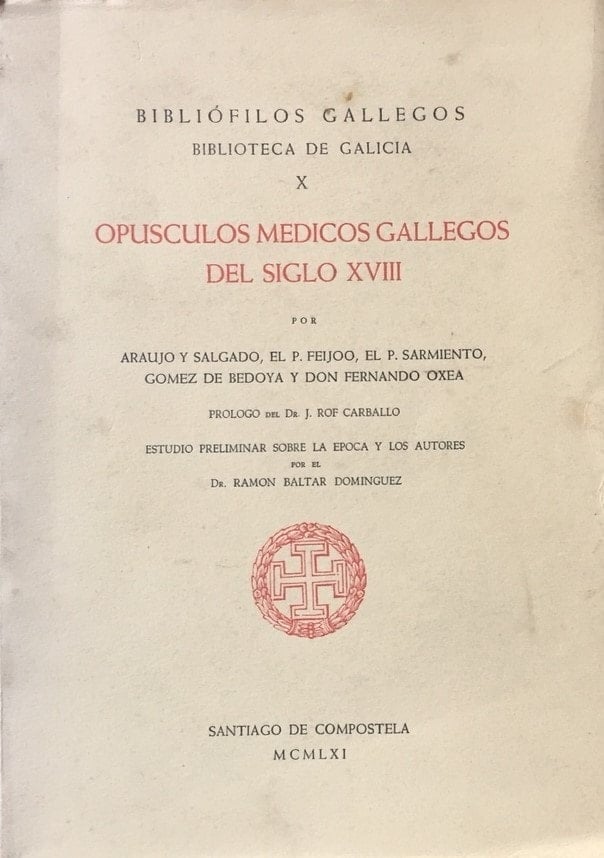 BIBLIÓFILOS GALLEGOS
BIBLIOTECA DE GALICIA
X
OPUSCULOS MEDICOS GALLEGOS
DEL SIGLO XVIII
POR
ARAUJO Y SALGADO, EL P. FEIJOO, EL P. SARMIENTO,
GOMEZ DE BEDOYA Y DON FERNANDO OXEA
PROLOGO DEL DR. J. ROF CARBALLO
ESTUDIO PRELIMINAR SOBRE LA EPOCA Y LOS AUTORES
POR EL
DR. RAMON BALTAR DOMINGUEZ
SANTIAGO DE COMPOSTELA
MCMLXI